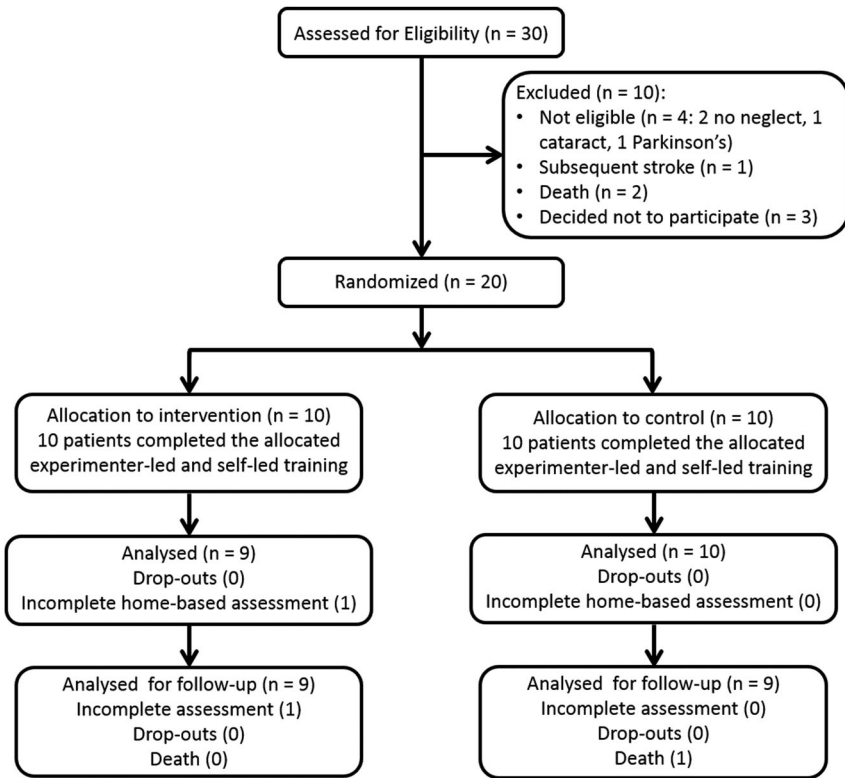 Assessed for Eligibility (n = 30)
Excluded (n = 10):
• Not eligible (n = 4: 2 no neglect, 1
cataract, 1 Parkinson's)
• Subsequent stroke (n = 1)
• Death (n = 2)
• Decided not to participate (n = 3)
Randomized (n = 20)
Allocation to intervention (n = 10)
10 patients completed the allocated
experimenter-led and self-led training
Allocation to control (n = 10)
10 patients completed the allocated
experimenter-led and self-led training
Analysed (n = 9)
Drop-outs (0)
Incomplete home-based assessment (1)
Analysed (n = 10)
Drop-outs (0)
Incomplete home-based assessment (0)
Analysed for follow-up (n = 9)
Incomplete assessment (1)
Drop-outs (0)
Death (0)
Analysed for follow-up (n = 9)
Incomplete assessment (0)
Drop-outs (0)
Death (1)